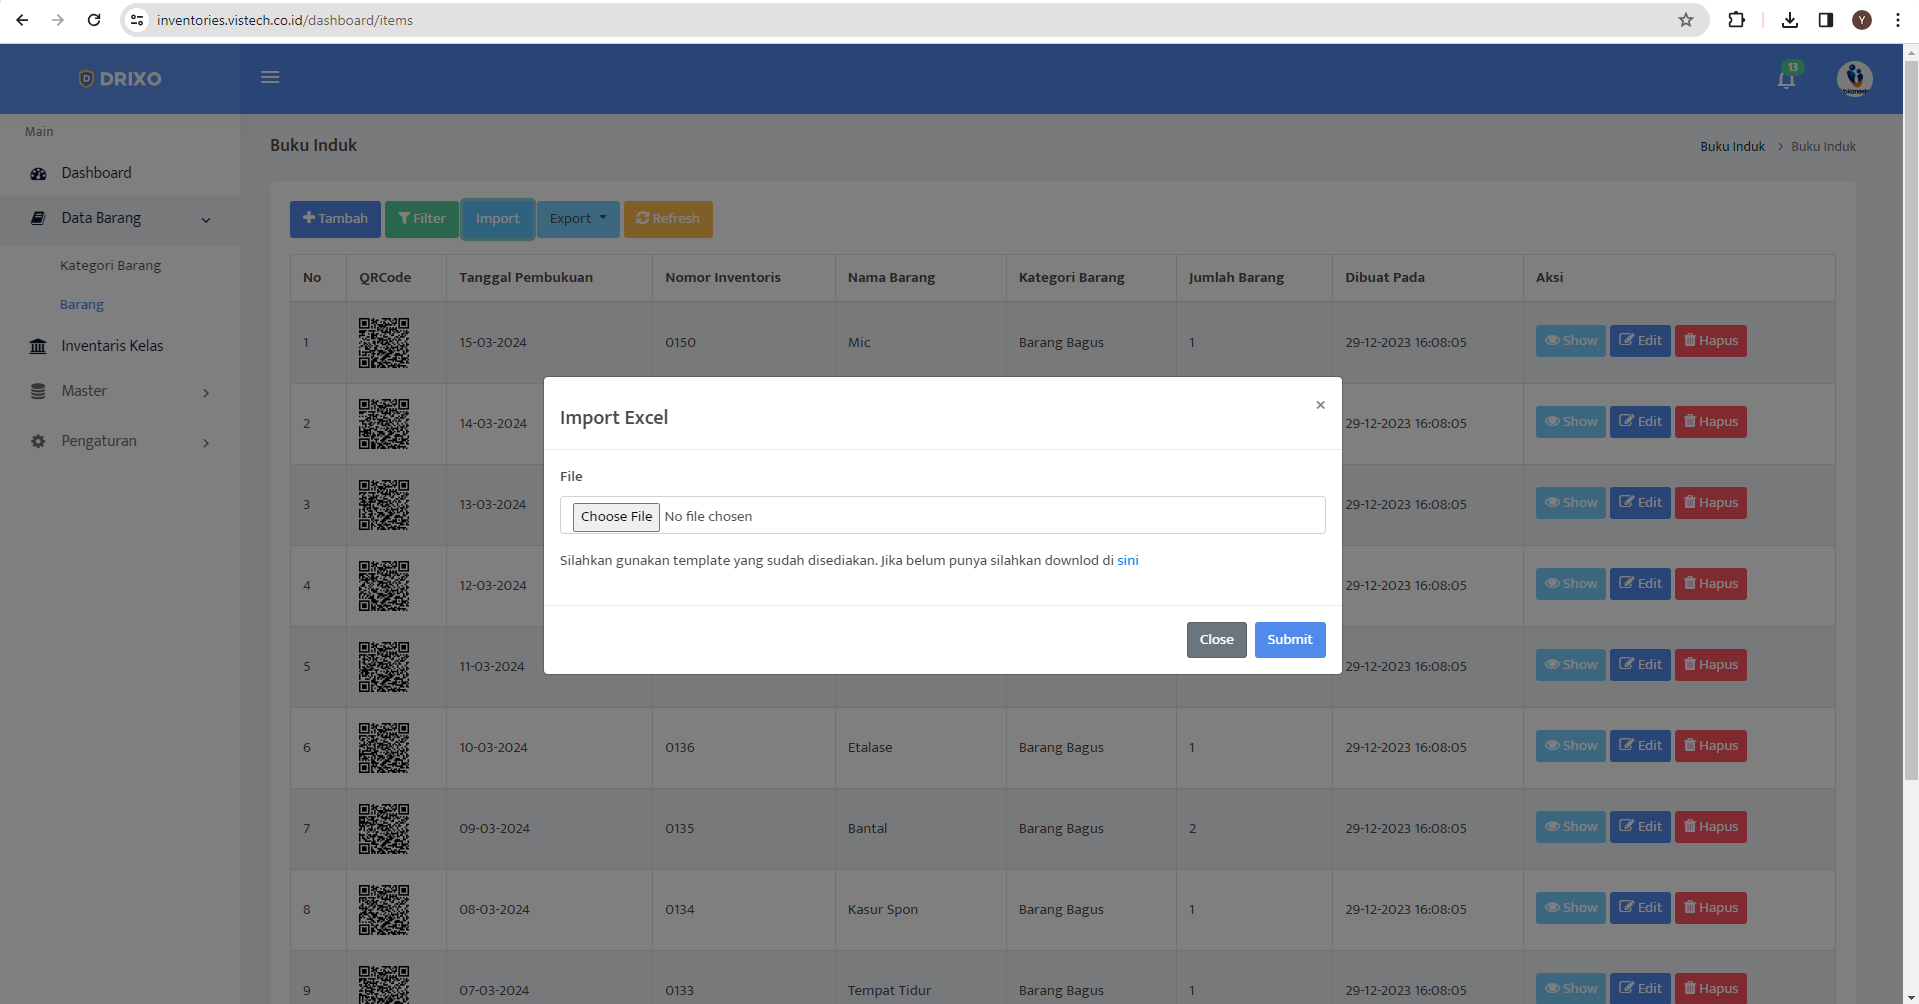 inventories.vistech.co.id/dashboard/items
Y
DRIXO
13
Main
Dashboard
Data Barang
Kategori Barang
Barang
Inventaris Kelas
Master
Pengaturan
Buku Induk
Buku Induk > Buku Induk
Tambah Filter Import Export Refresh
No QRCode Tanggal Pembukuan Nomor Inventoris Nama Barang Kategori Barang Jumlah Barang Dibuat Pada Aksi
1 15-03-2024 0150 Mic Barang Bagus 1 29-12-2023 16:08:05 Show Edit Hapus
2 14-03-2024 29-12-2023 16:08:05 Show Edit Hapus
3 13-03-2024 29-12-2023 16:08:05 Show Edit Hapus
4 12-03-2024 29-12-2023 16:08:05 Show Edit Hapus
5 11-03-2024 29-12-2023 16:08:05 Show Edit Hapus
6 10-03-2024 0136 Etalase Barang Bagus 1 29-12-2023 16:08:05 Show Edit Hapus
7 09-03-2024 0135 Bantal Barang Bagus 2 29-12-2023 16:08:05 Show Edit Hapus
8 08-03-2024 0134 Kasur Spon Barang Bagus 1 29-12-2023 16:08:05 Show Edit Hapus
9 07-03-2024 0133 Tempat Tidur Barang Bagus 1 29-12-2023 16:08:05 Show Edit Hapus
Import Excel ×
File
Choose File No file chosen
Silahkan gunakan template yang sudah disediakan. Jika belum punya silahkan downlod di sini
Close Submit